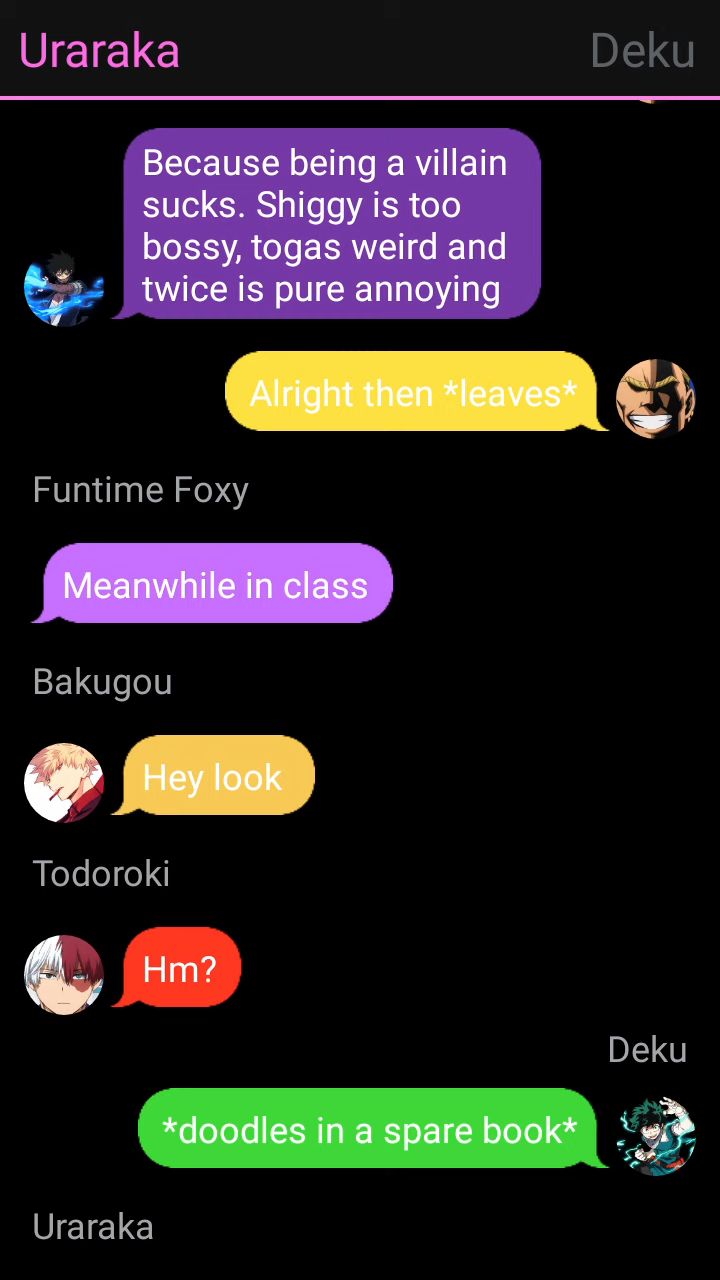 Uraraka
Deku
Because being a villain
sucks. Shiggy is too
bossy, togas weird and
twice is pure annoying
Alright then *leaves*
Funtime Foxy
Meanwhile in class
Bakugou
Hey look
Todoroki
Hm?
Deku
*doodles in a spare book*
Uraraka